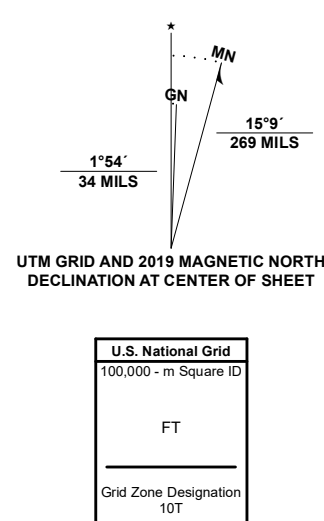 MN
GN
15°9´
269 MILS
1°54´
34 MILS
UTM GRID AND 2019 MAGNETIC NORTH
DECLINATION AT CENTER OF SHEET
U.S. National Grid
100,000 - m Square ID
FT
Grid Zone Designation
10T